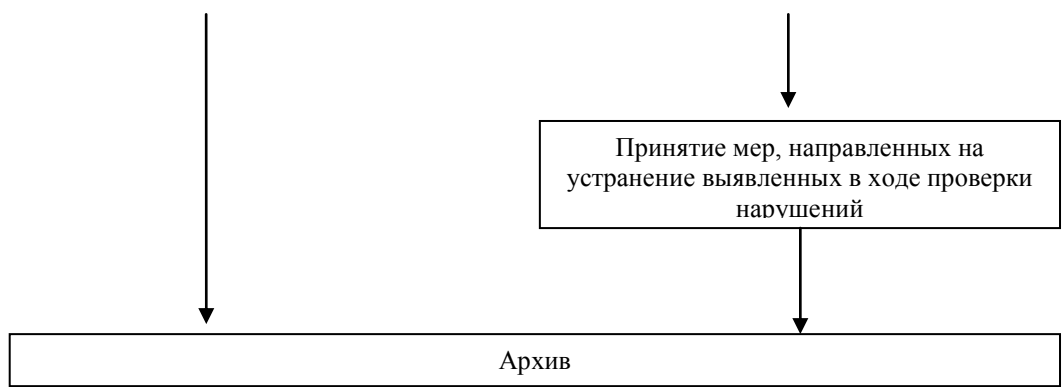 Принятие мер, направленных на
устранение выявленных в ходе проверки
нарушений
Архив